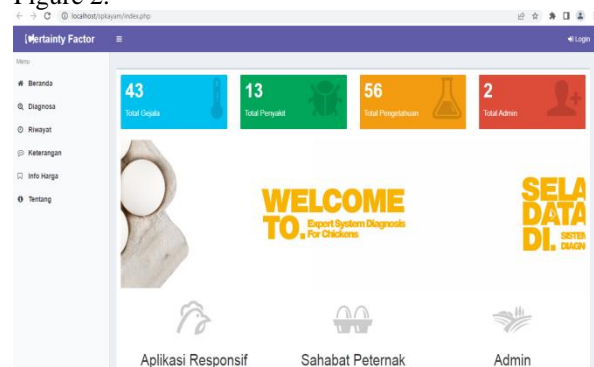 Figure 2.
localhost/spkayam/index.php
Certainty Factor
Login
Menu
Beranda
Diagnosa
Riwayat
Keterangan
Info Harga
Tentang
43
Total Gejala
13
Total Penyakit
56
Total Pengetahuan
2
Total Admin
WELCOME
TO. Expert System Diagnosis
For Chickens
SELA
DATA
DI. SISTEM
DIAGN
Aplikasi Responsif
Sahabat Peternak
Admin